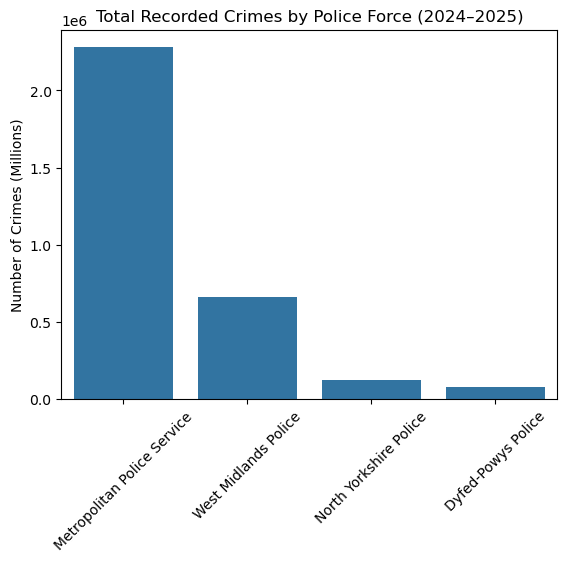 Total Recorded Crimes by Police Force (2024–2025)
1e6
Number of Crimes (Millions)
2.0
1.5
1.0
0.5
0.0
Metropolitan Police Service
West Midlands Police
North Yorkshire Police
Dyfed-Powys Police